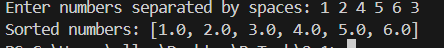 Enter numbers separated by spaces: 1 2 4 5 6 3
Sorted numbers: [1.0, 2.0, 3.0, 4.0, 5.0, 6.0]